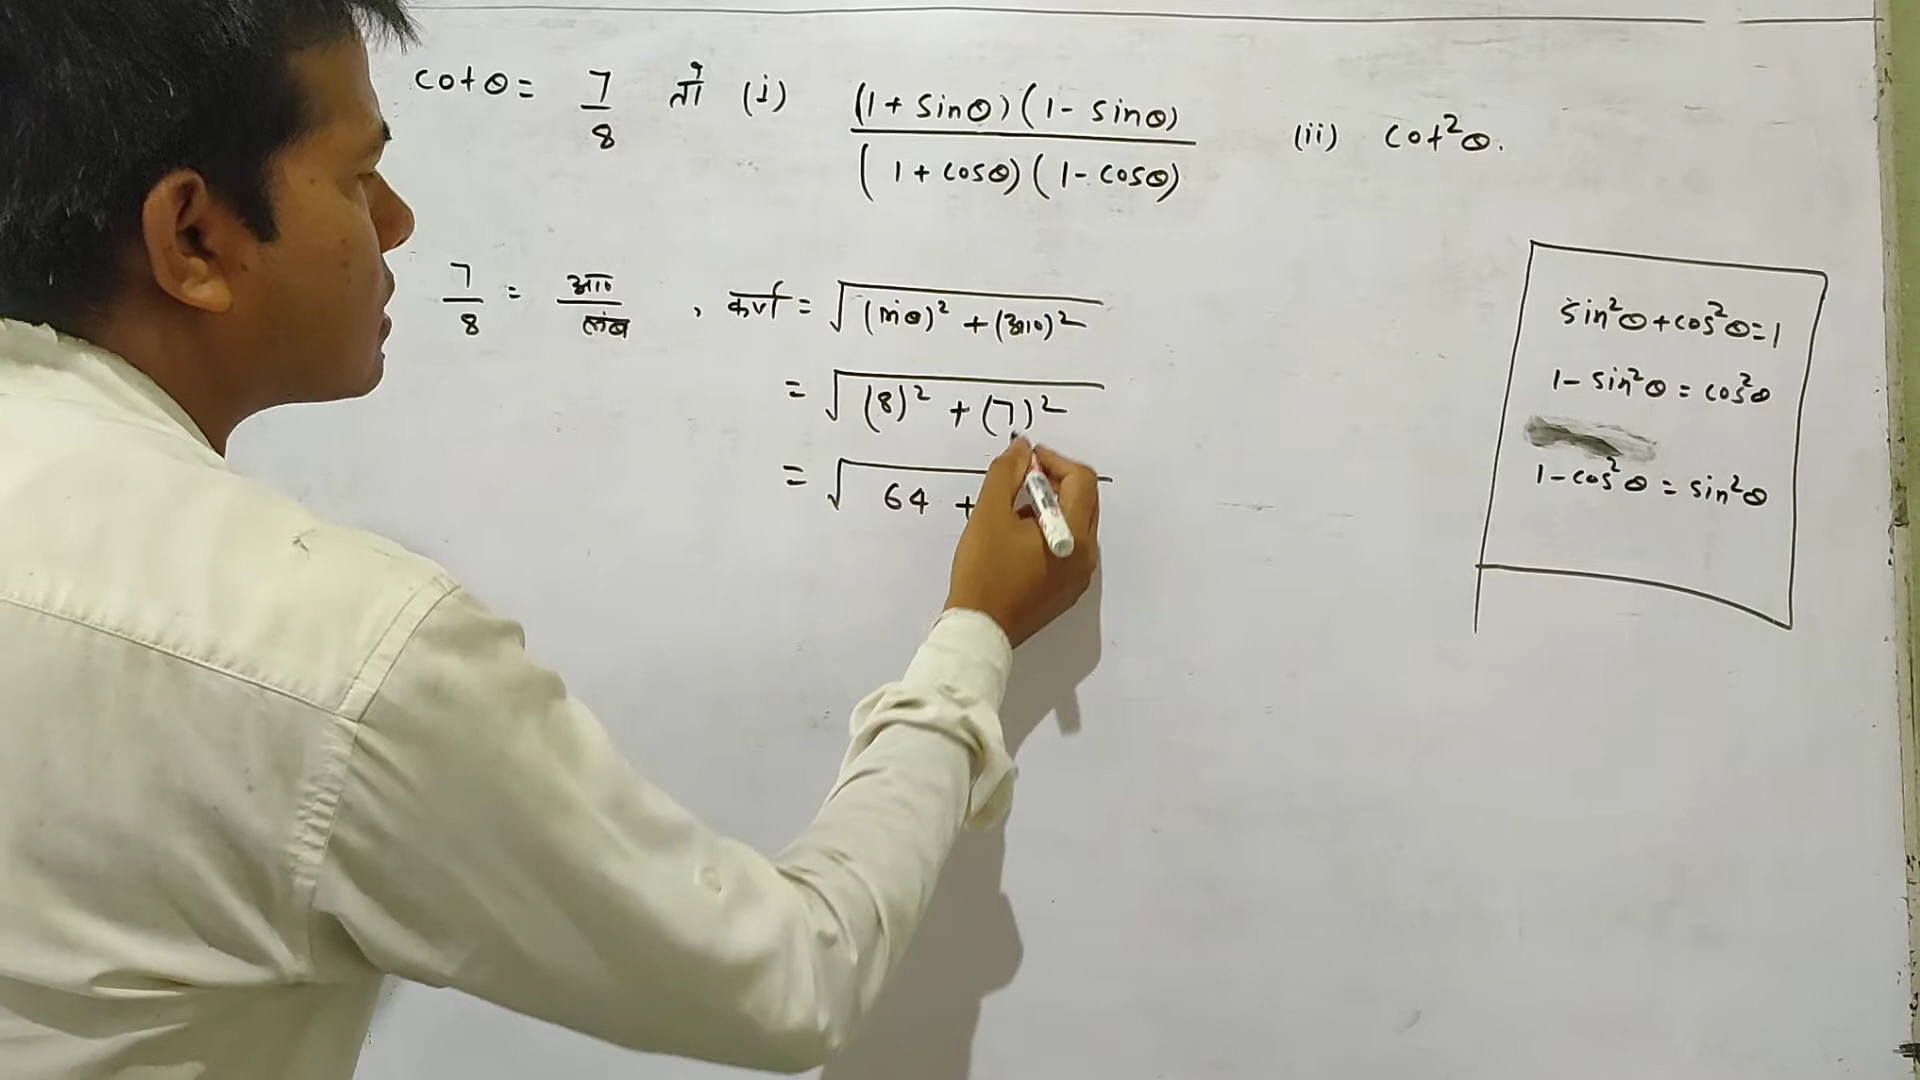 cotθ = 7/8 तो (i) (1 + sinθ)(1 - sinθ) / (1 + cosθ)(1 - cosθ) (ii) cot²θ.
7/8 = आ०/लंब , कर्ण = √(लंब)² + (आ०)²
= √(8)² + (7)²
= √64 +
sin²θ + cos²θ = 1
1 - sin²θ = cos²θ
1 - cos²θ = sin²θ